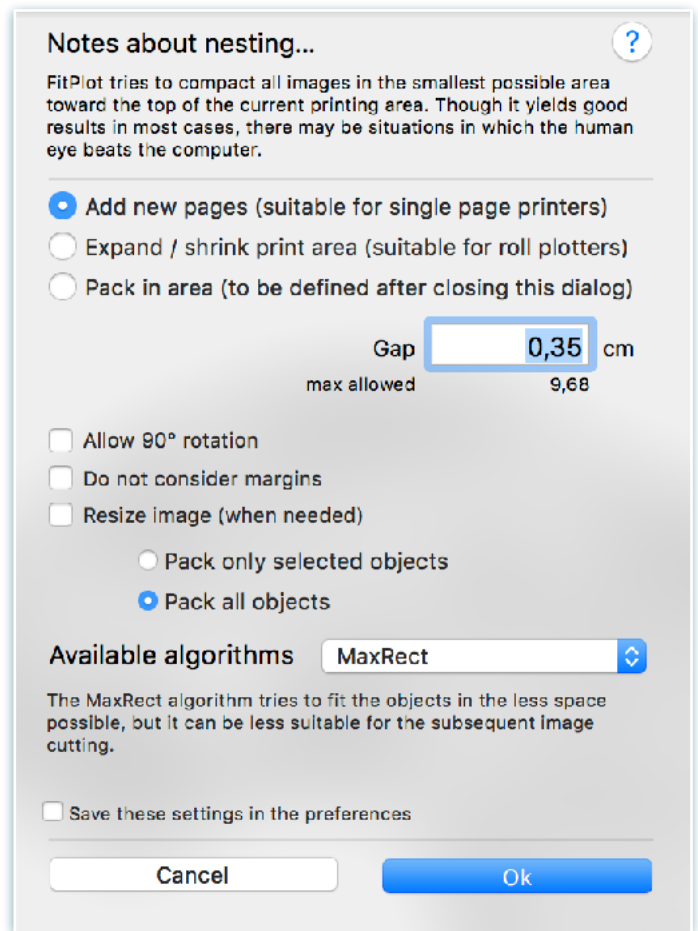 Notes about nesting...
?
FitPlot tries to compact all images in the smallest possible area
toward the top of the current printing area. Though it yields good
results in most cases, there may be situations in which the human
eye beats the computer.
Add new pages (suitable for single page printers)
Expand / shrink print area (suitable for roll plotters)
Pack in area (to be defined after closing this dialog)
Gap 0,35 cm
max allowed 9,68
Allow 90° rotation
Do not consider margins
Resize image (when needed)
Pack only selected objects
Pack all objects
Available algorithms MaxRect
The MaxRect algorithm tries to fit the objects in the less space
possible, but it can be less suitable for the subsequent image
cutting.
Save these settings in the preferences
Cancel Ok